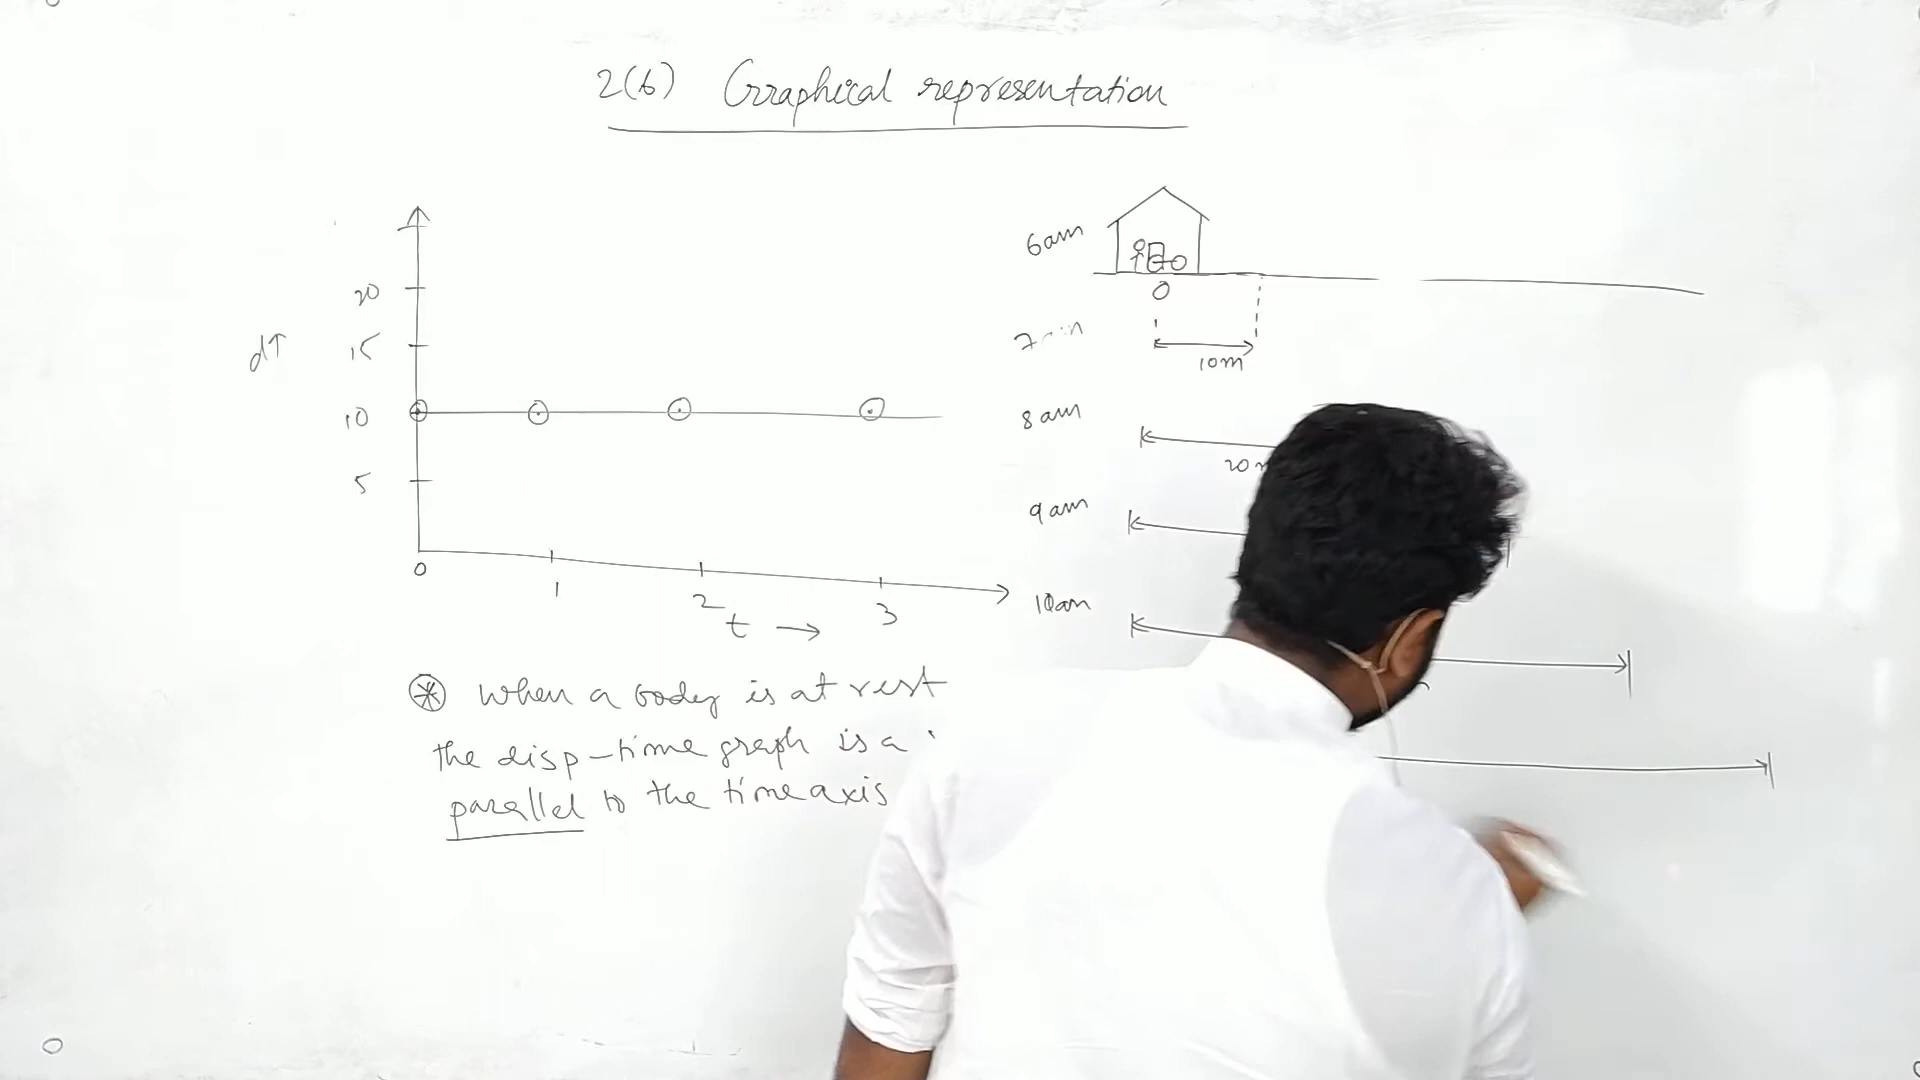 2(b) Graphical representation
20
d↑ 15
10
5
0 1 2 3
t →
⊛ When a body is at rest
the disp-time graph is a
parallel to the time axis
6am
0
10m
8am
20
9am
10am